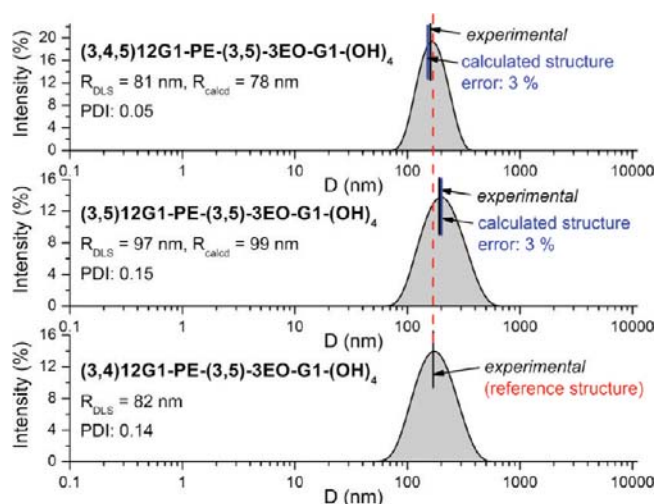 Intensity (%)
20
16
12
8
4
0
(3,4,5)12G1-PE-(3,5)-3EO-G1-(OH)₄
R_DLS = 81 nm, R_calcd = 78 nm
PDI: 0.05
experimental
calculated structure
error: 3 %
0.1 1 10 100 1000 10000
D (nm)
Intensity (%)
16
12
8
4
0
(3,5)12G1-PE-(3,5)-3EO-G1-(OH)₄
R_DLS = 97 nm, R_calcd = 99 nm
PDI: 0.15
experimental
calculated structure
error: 3 %
0.1 1 10 100 1000 10000
D (nm)
Intensity (%)
16
12
8
4
0
(3,4)12G1-PE-(3,5)-3EO-G1-(OH)₄
R_DLS = 82 nm
PDI: 0.14
experimental
(reference structure)
0.1 1 10 100 1000 10000
D (nm)